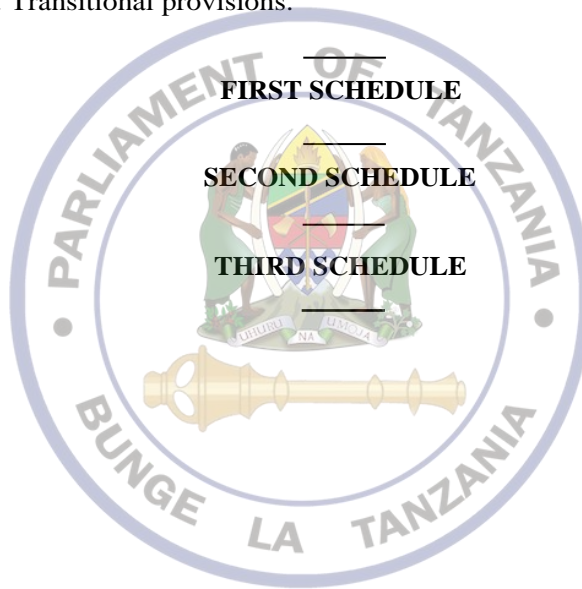 Transitional provisions.
FIRST SCHEDULE
SECOND SCHEDULE
THIRD SCHEDULE
PARLIAMENT OF TANZANIA
UHURU NA UMOJA
BUNGE LA TANZANIA